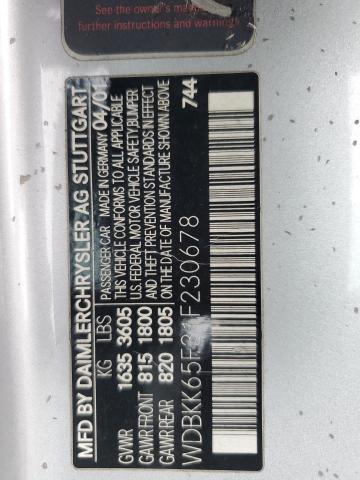 See the owner's
further instructions and warnings
MFD BY DAIMLERCHRYSLER AG STUTTGART
PASSENGER CAR MADE IN GERMANY 04/01
KG LBS
GVWR 1635 3605
GAWR FRONT 815 1800
GAWR REAR 820 1805
THIS VEHICLE CONFORMS TO ALL APPLICABLE
U.S. FEDERAL MOTOR VEHICLE SAFETY, BUMPER
AND THEFT PREVENTION STANDARDS IN EFFECT
ON THE DATE OF MANUFACTURE SHOWN ABOVE
WDBKK65F31F230678
744